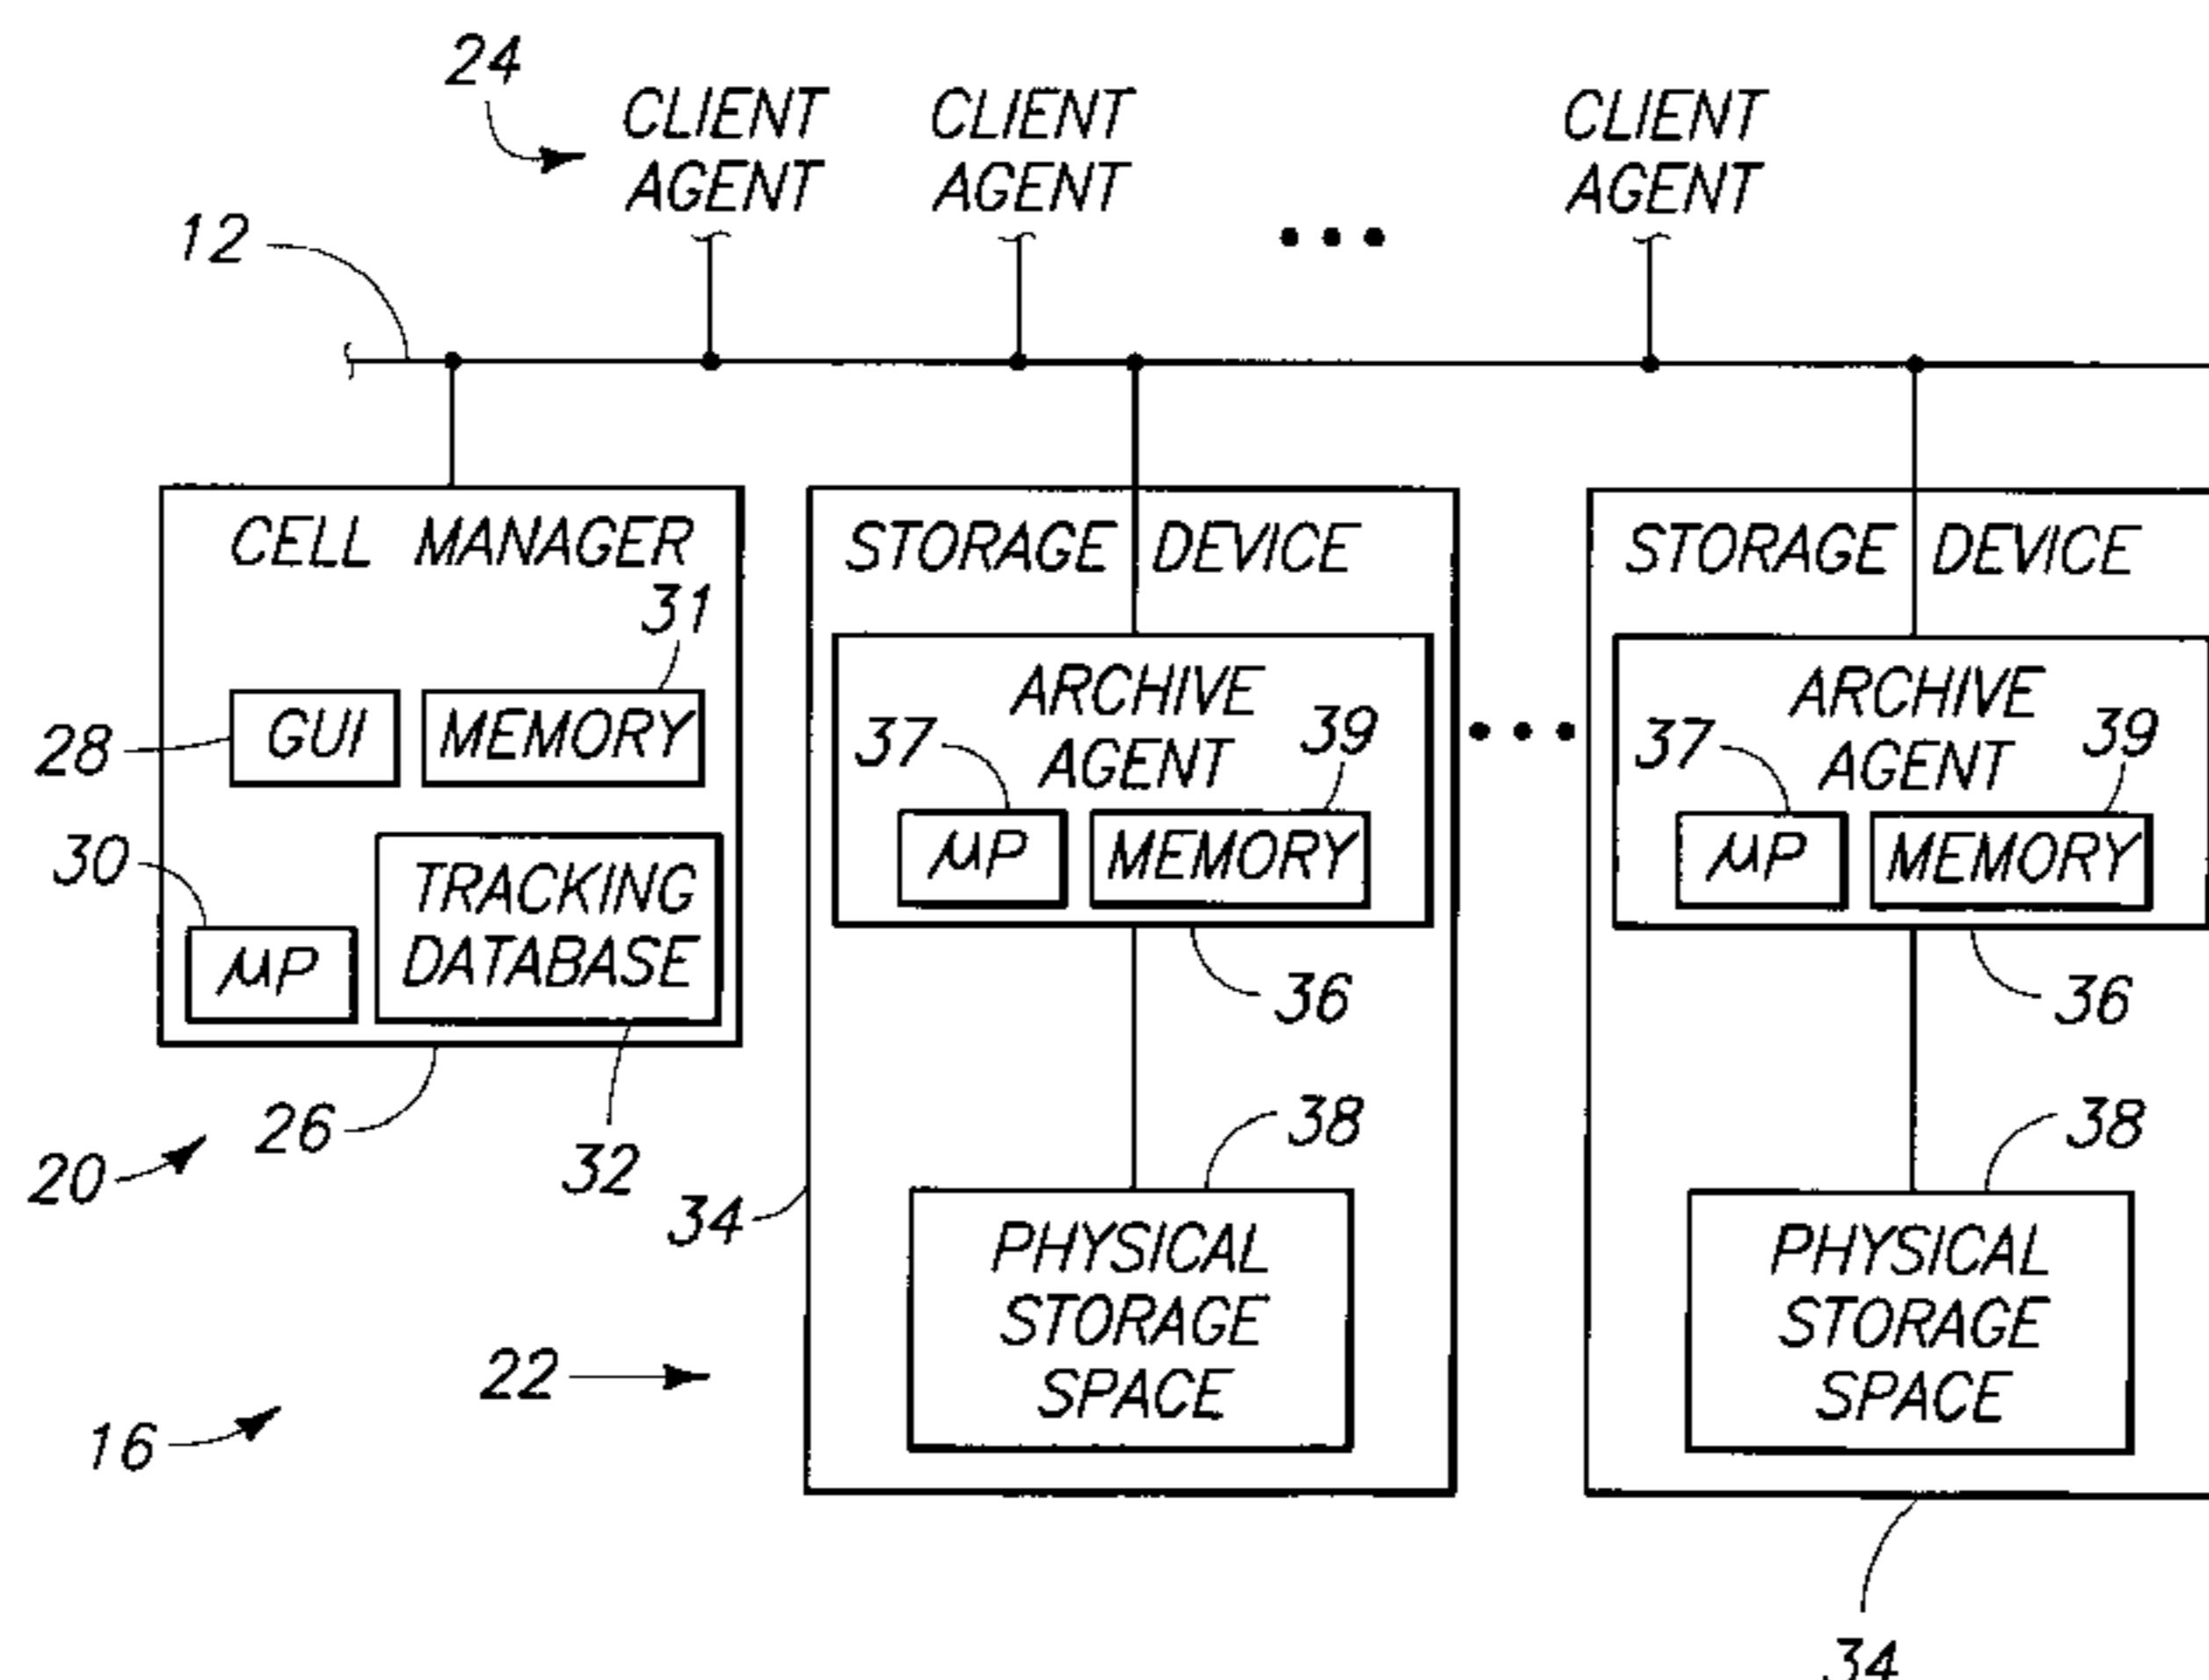 24
CLIENT
AGENT
CLIENT
AGENT
CLIENT
AGENT
•••
12
CELL MANAGER
31
GUI
MEMORY
28
30
μP
TRACKING
DATABASE
26
32
20
STORAGE DEVICE
ARCHIVE
AGENT
37
39
μP
MEMORY
36
38
34
PHYSICAL
STORAGE
SPACE
22
16
•••
STORAGE DEVICE
ARCHIVE
AGENT
37
39
μP
MEMORY
36
38
PHYSICAL
STORAGE
SPACE
34